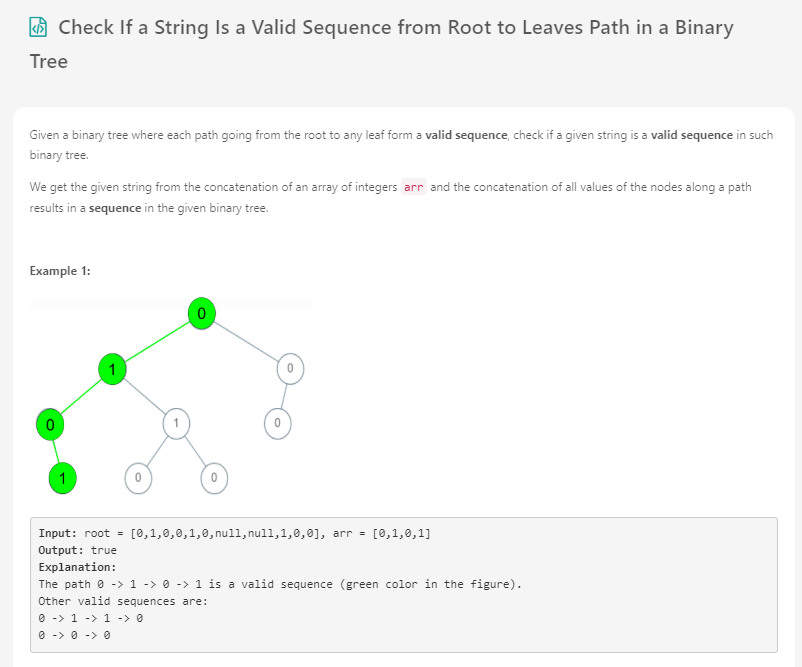 Check If a String Is a Valid Sequence from Root to Leaves Path in a Binary
Tree
Given a binary tree where each path going from the root to any leaf form a valid sequence, check if a given string is a valid sequence in such
binary tree.
We get the given string from the concatenation of an array of integers arr and the concatenation of all values of the nodes along a path
results in a sequence in the given binary tree.
Example 1:
0
1
0
0
1
0
1
0
0
Input: root = [0,1,0,0,1,0,null,null,1,0,0], arr = [0,1,0,1]
Output: true
Explanation:
The path 0 -> 1 -> 0 -> 1 is a valid sequence (green color in the figure).
Other valid sequences are:
0 -> 1 -> 1 -> 0
0 -> 0 -> 0